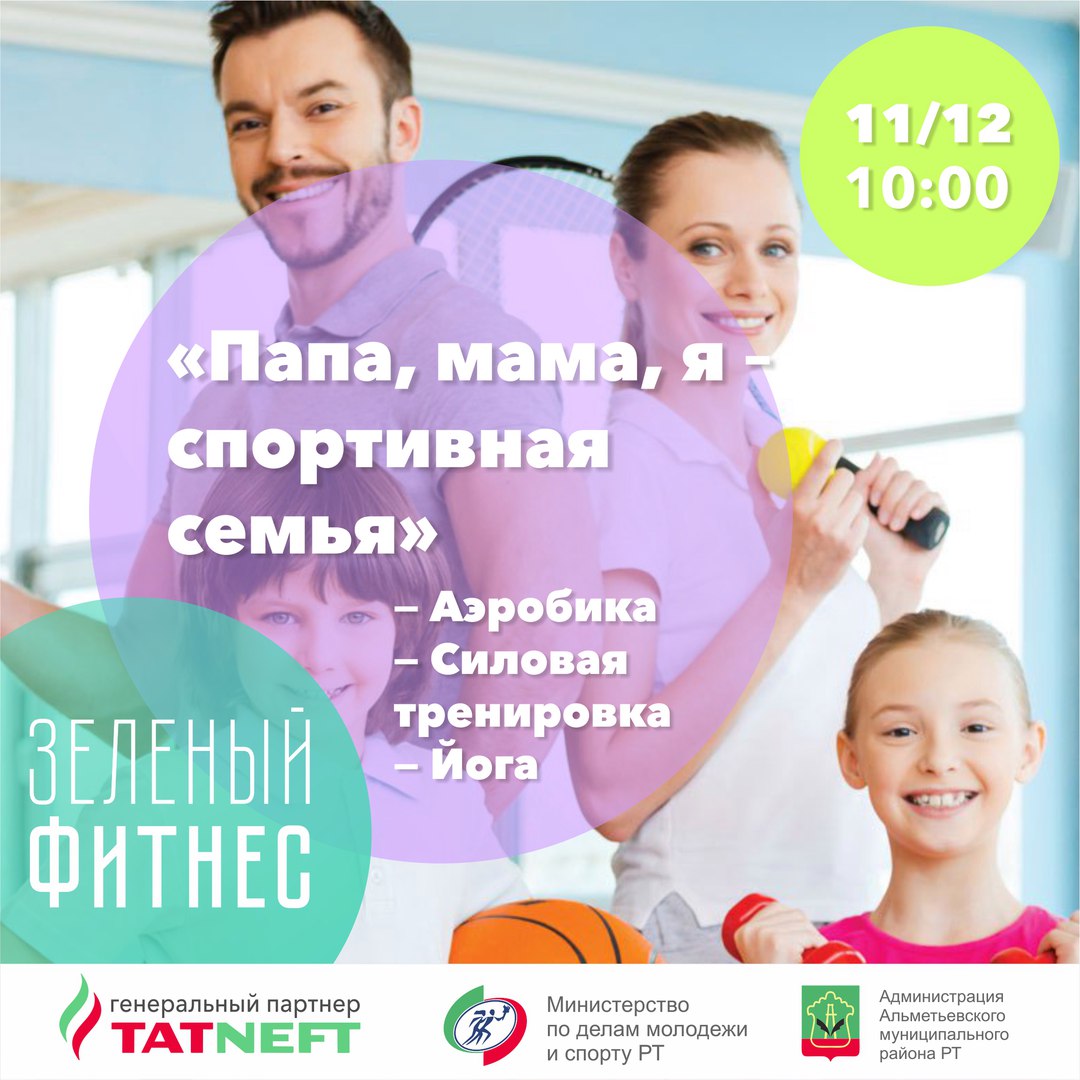 11/12
10:00
«Папа, мама, я -
спортивная
семья»
– Аэробика
– Силовая
тренировка
– Йога
ЗЕЛЕНЫЙ
ФИТНЕС
генеральный партнер
TATNEFT
Министерство
по делам молодежи
и спорту РТ
Администрация
Альметьевского
муниципального
района РТ